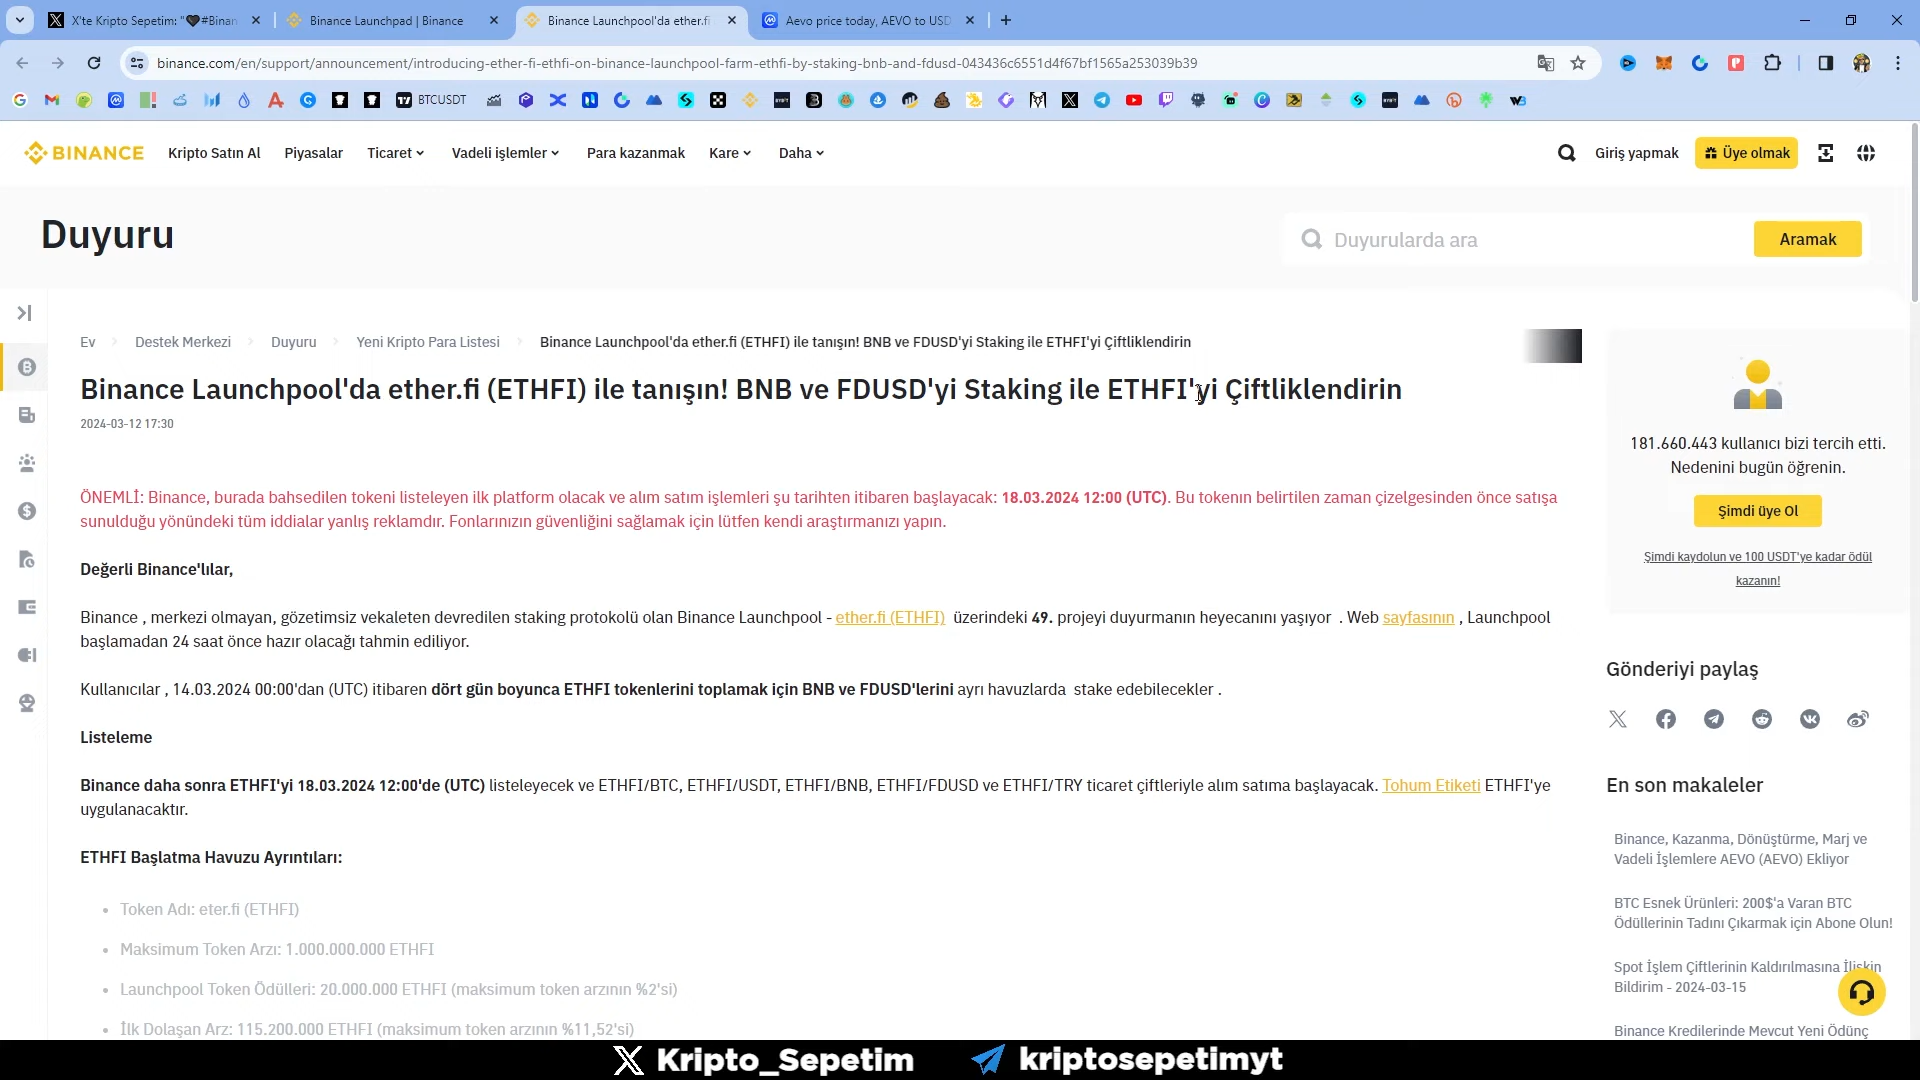 X'te Kripto Sepetim: "🖤#Binan
Binance Launchpad | Binance
Binance Launchpool'da ether.fi
Aevo price today, AEVO to USD
binance.com/en/support/announcement/introducing-ether-fi-ethfi-on-binance-launchpool-farm-ethfi-by-staking-bnb-and-fdusd-043436c6551d4f67bf1565a253039b39
BTCUSDT
BINANCE
Kripto Satın Al
Piyasalar
Ticaret
Vadeli işlemler
Para kazanmak
Kare
Daha
Giriş yapmak
Üye olmak
Duyuru
Duyurularda ara
Aramak
Ev
Destek Merkezi
Duyuru
Yeni Kripto Para Listesi
Binance Launchpool'da ether.fi (ETHFI) ile tanışın! BNB ve FDUSD'yi Staking ile ETHFI'yi Çiftliklendirin
Binance Launchpool'da ether.fi (ETHFI) ile tanışın! BNB ve FDUSD'yi Staking ile ETHFI'yi Çiftliklendirin
2024-03-12 17:30
ÖNEMLİ: Binance, burada bahsedilen tokeni listeleyen ilk platform olacak ve alım satım işlemleri şu tarihten itibaren başlayacak: 18.03.2024 12:00 (UTC). Bu tokenın belirtilen zaman çizelgesinden önce satışa
sunulduğu yönündeki tüm iddialar yanlış reklamdır. Fonlarınızın güvenliğini sağlamak için lütfen kendi araştırmanızı yapın.
Değerli Binance'lılar,
Binance , merkezi olmayan, gözetimsiz vekaleten devredilen staking protokolü olan Binance Launchpool - ether.fi (ETHFI) üzerindeki 49. projeyi duyurmanın heyecanını yaşıyor . Web sayfasının , Launchpool
başlamadan 24 saat önce hazır olacağı tahmin ediliyor.
Kullanıcılar , 14.03.2024 00:00'dan (UTC) itibaren dört gün boyunca ETHFI tokenlerini toplamak için BNB ve FDUSD'lerini ayrı havuzlarda stake edebilecekler .
Listeleme
Binance daha sonra ETHFI'yi 18.03.2024 12:00'de (UTC) listeleyecek ve ETHFI/BTC, ETHFI/USDT, ETHFI/BNB, ETHFI/FDUSD ve ETHFI/TRY ticaret çiftleriyle alım satıma başlayacak. Tohum Etiketi ETHFI'ye
uygulanacaktır.
ETHFI Başlatma Havuzu Ayrıntıları:
• Token Adı: eter.fi (ETHFI)
• Maksimum Token Arzı: 1.000.000.000 ETHFI
• Launchpool Token Ödülleri: 20.000.000 ETHFI (maksimum token arzının %2'si)
• İlk Dolaşan Arz: 115.200.000 ETHFI (maksimum token arzının %11,52'si)
181.660.443 kullanıcı bizi tercih etti.
Nedenini bugün öğrenin.
Şimdi üye Ol
Şimdi kaydolun ve 100 USDT'ye kadar ödül
kazanın!
Gönderiyi paylaş
En son makaleler
Binance, Kazanma, Dönüştürme, Marj ve
Vadeli İşlemlere AEVO (AEVO) Ekliyor
BTC Esnek Ürünleri: 200$'a Varan BTC
Ödüllerinin Tadını Çıkarmak için Abone Olun!
Spot İşlem Çiftlerinin Kaldırılmasına İlişkin
Bildirim - 2024-03-15
Binance Kredilerinde Mevcut Yeni Ödünç
Kripto_Sepetim
kriptosepetimyt